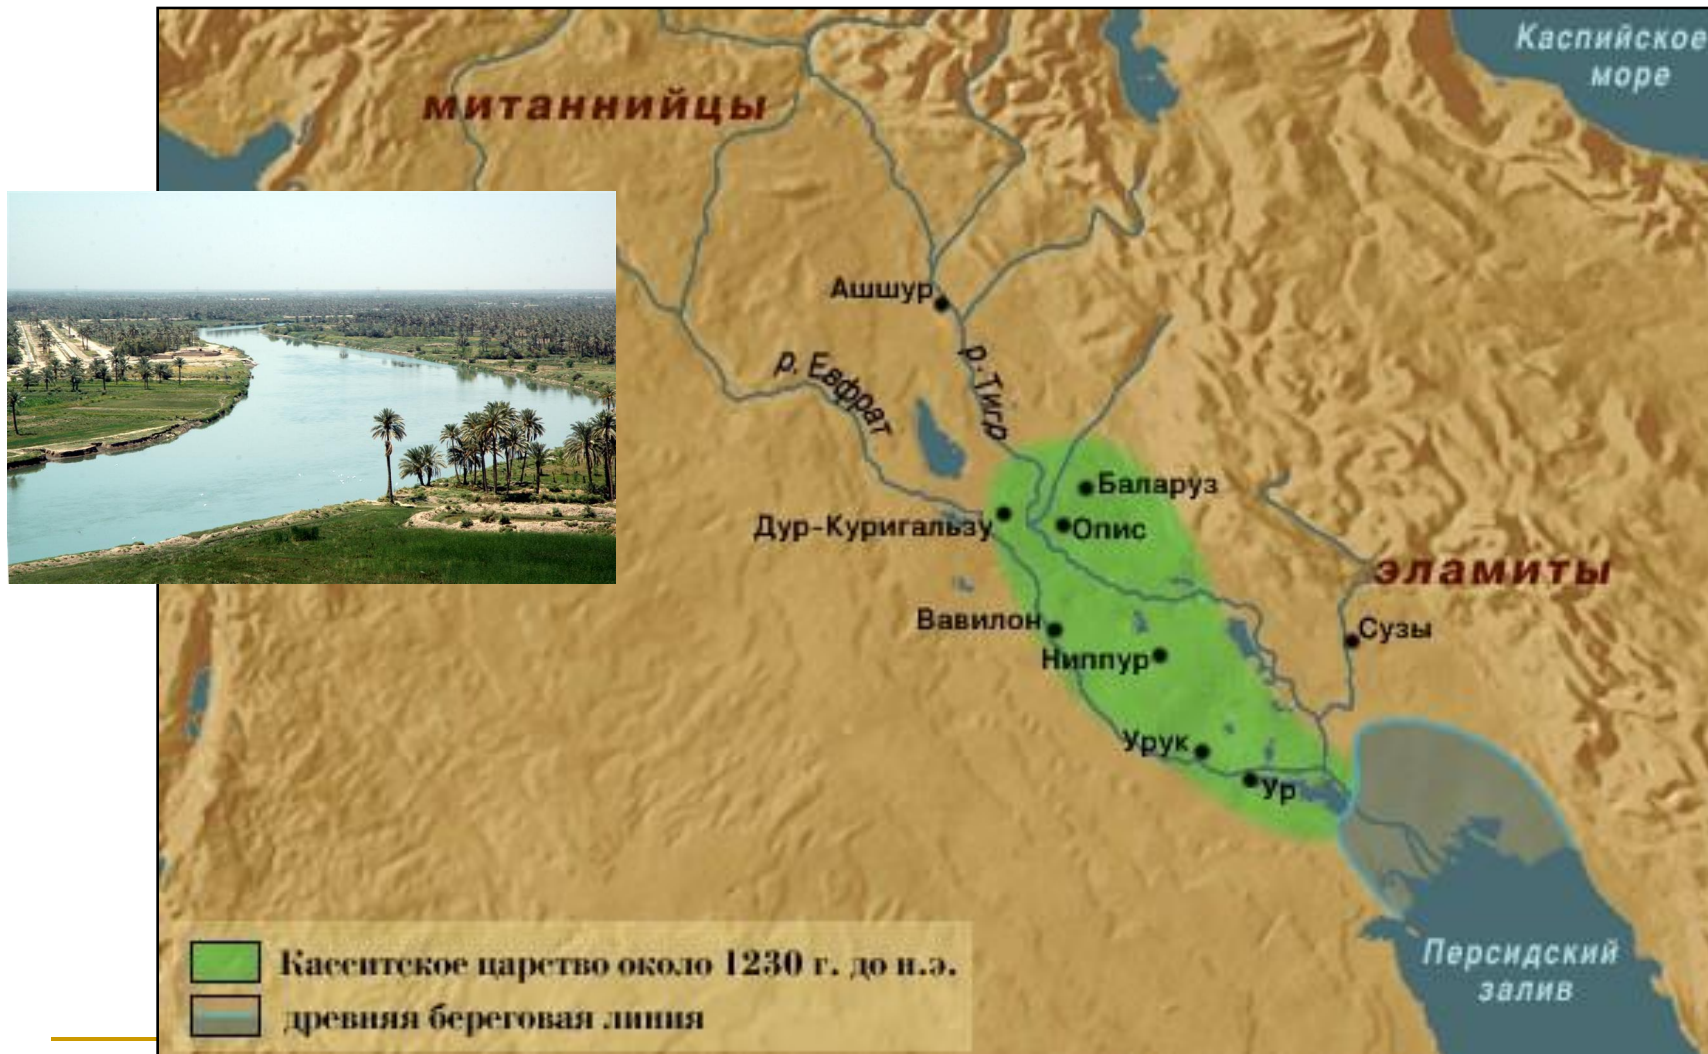 Каспийское
море
митаннийцы
Ашшур
р. Евфрат
р. Тигр
Баларуз
Дур-Куригальзу
Опис
эламиты
Вавилон
Сузы
Ниппур
Урук
Ур
Персидский
залив
Касситское царство около 1230 г. до н.э.
древняя береговая линия